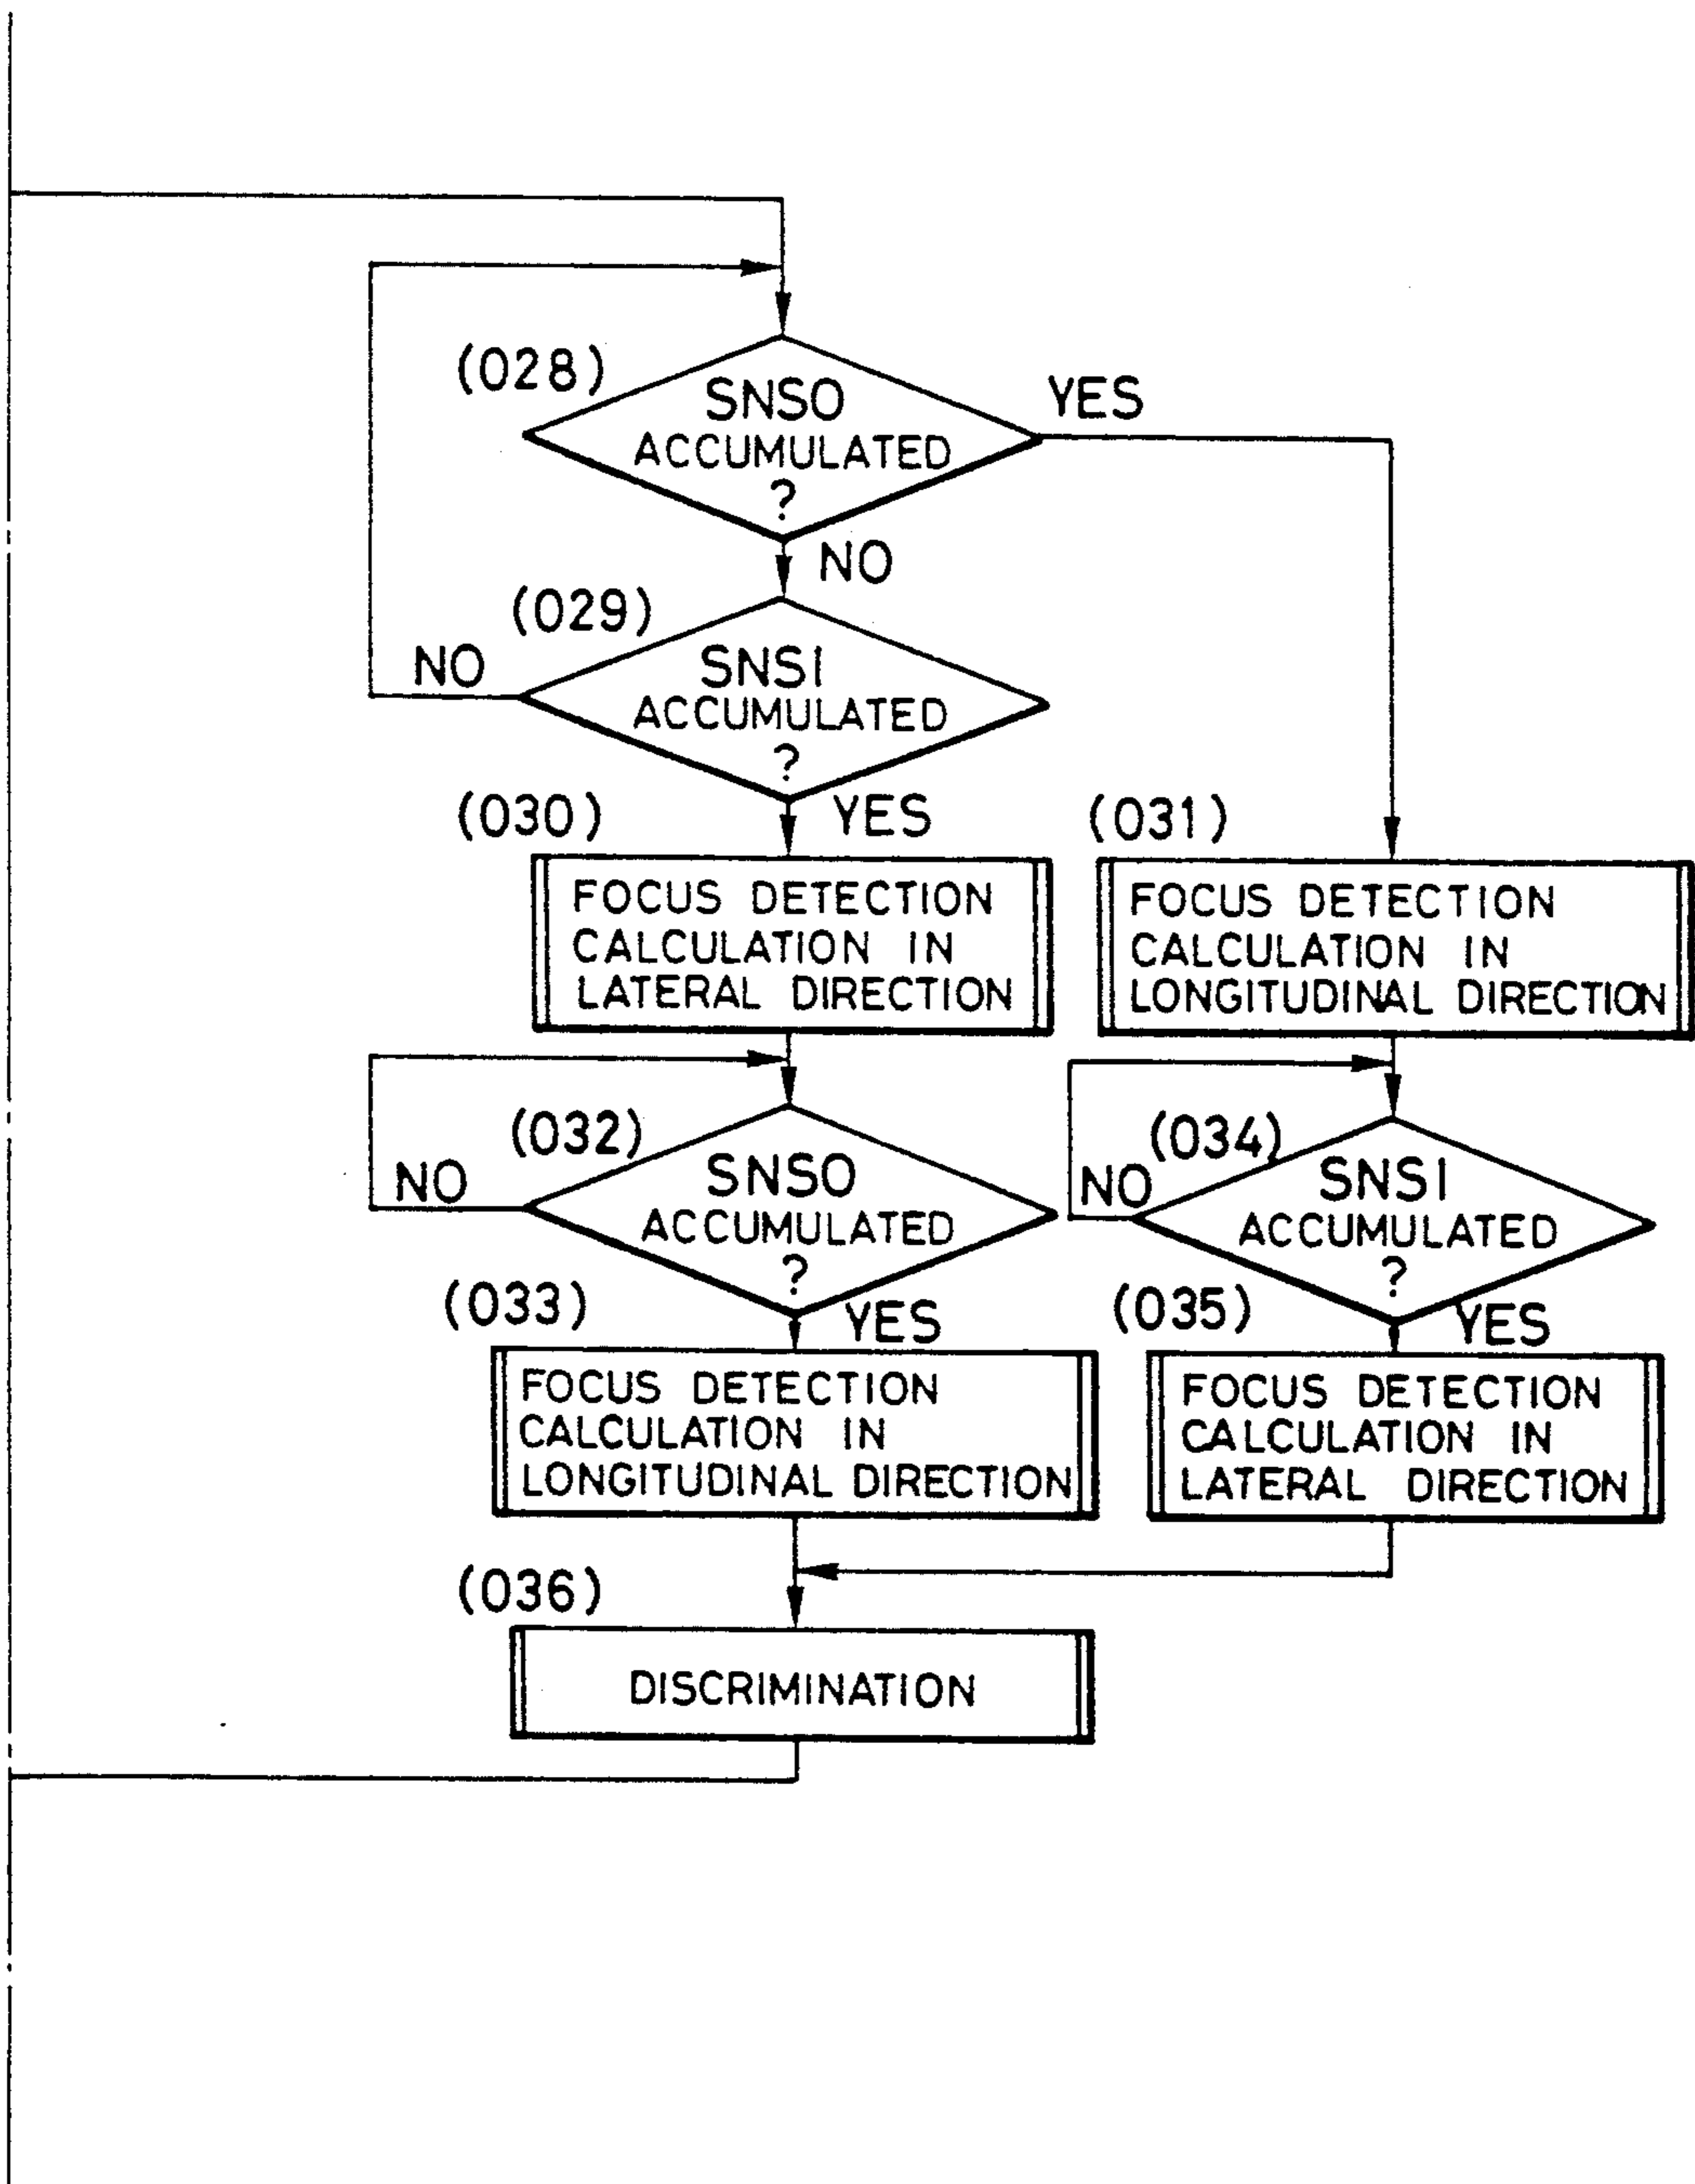 (028)
SNSO
ACCUMULATED
?
YES
NO
(029)
SNSI
ACCUMULATED
?
NO
YES
(030)
FOCUS DETECTION
CALCULATION IN
LATERAL DIRECTION
(031)
FOCUS DETECTION
CALCULATION IN
LONGITUDINAL DIRECTION
(032)
SNSO
ACCUMULATED
?
NO
YES
(034)
SNSI
ACCUMULATED
?
NO
YES
(033)
FOCUS DETECTION
CALCULATION IN
LONGITUDINAL DIRECTION
(035)
FOCUS DETECTION
CALCULATION IN
LATERAL DIRECTION
(036)
DISCRIMINATION